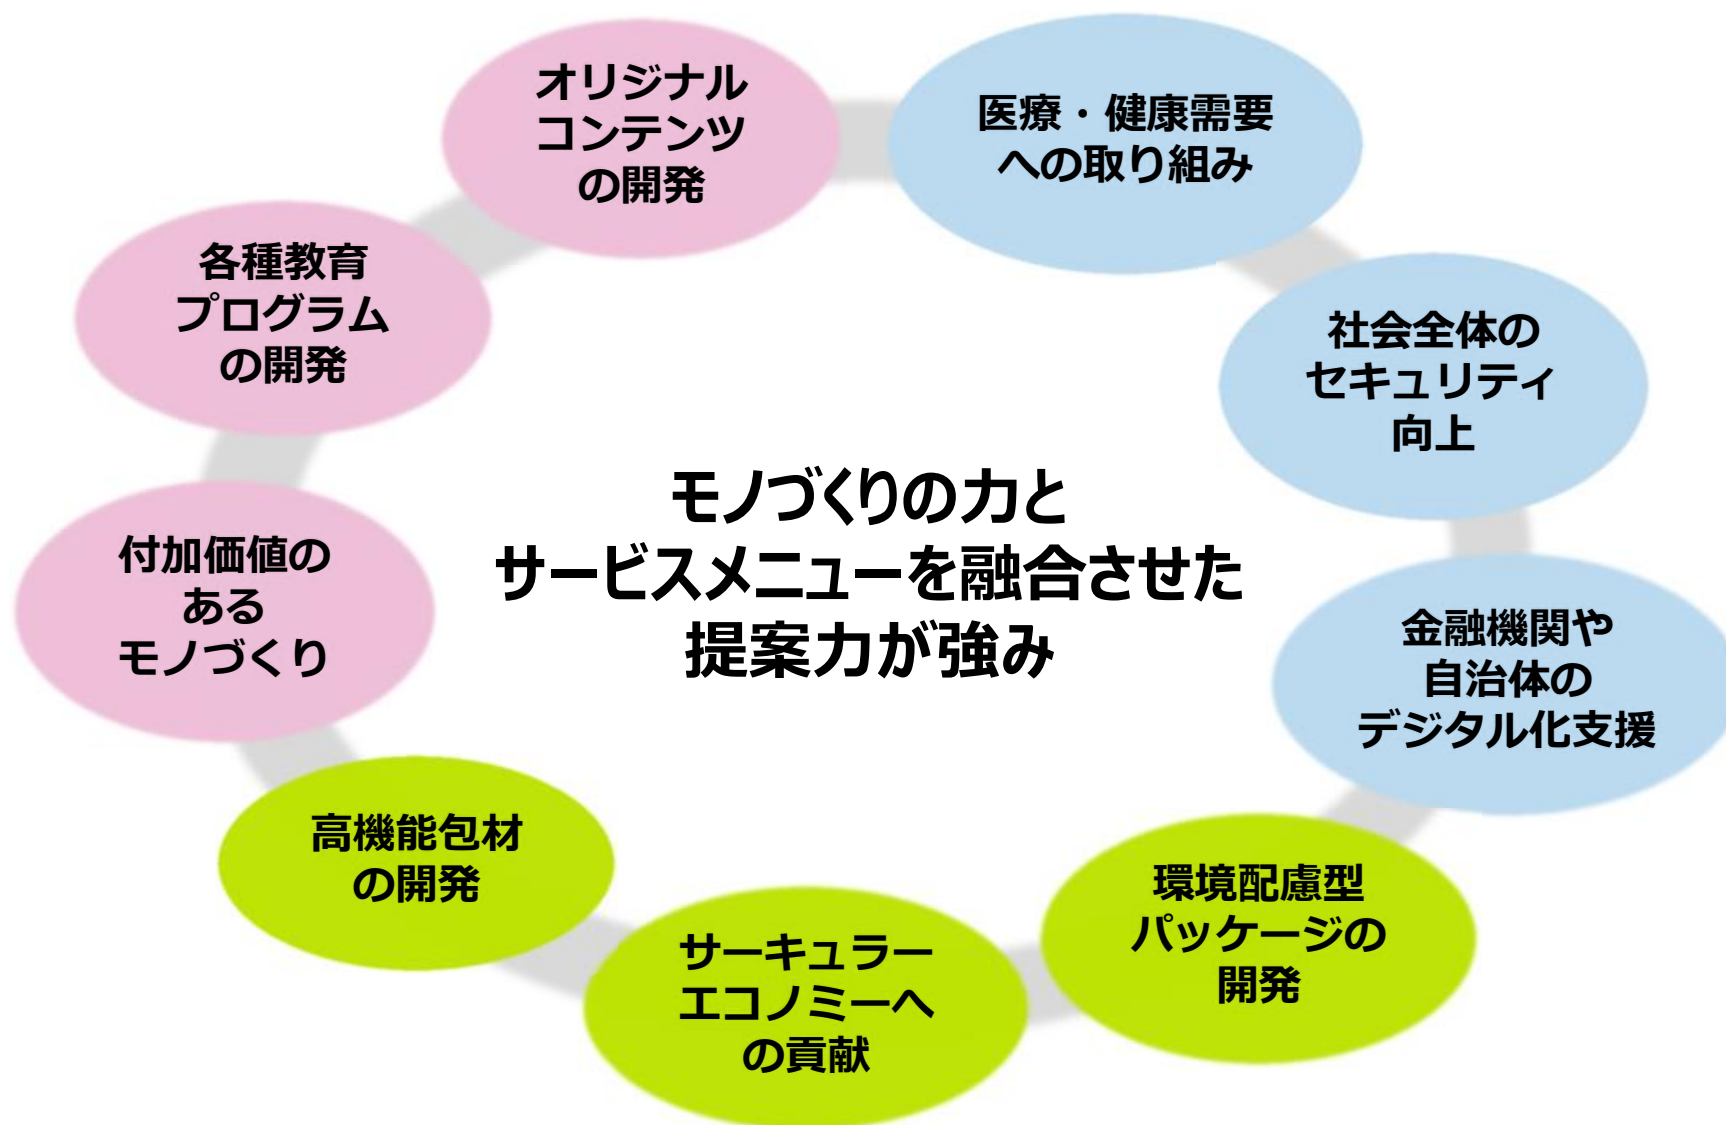 オリジナル
コンテンツ
の開発
医療・健康需要
への取り組み
各種教育
プログラム
の開発
社会全体の
セキュリティ
向上
モノづくりの力と
サービスメニューを融合させた
提案力が強み
付加価値の
ある
モノづくり
金融機関や
自治体の
デジタル化支援
高機能包材
の開発
サーキュラー
エコノミーへ
の貢献
環境配慮型
パッケージの
開発